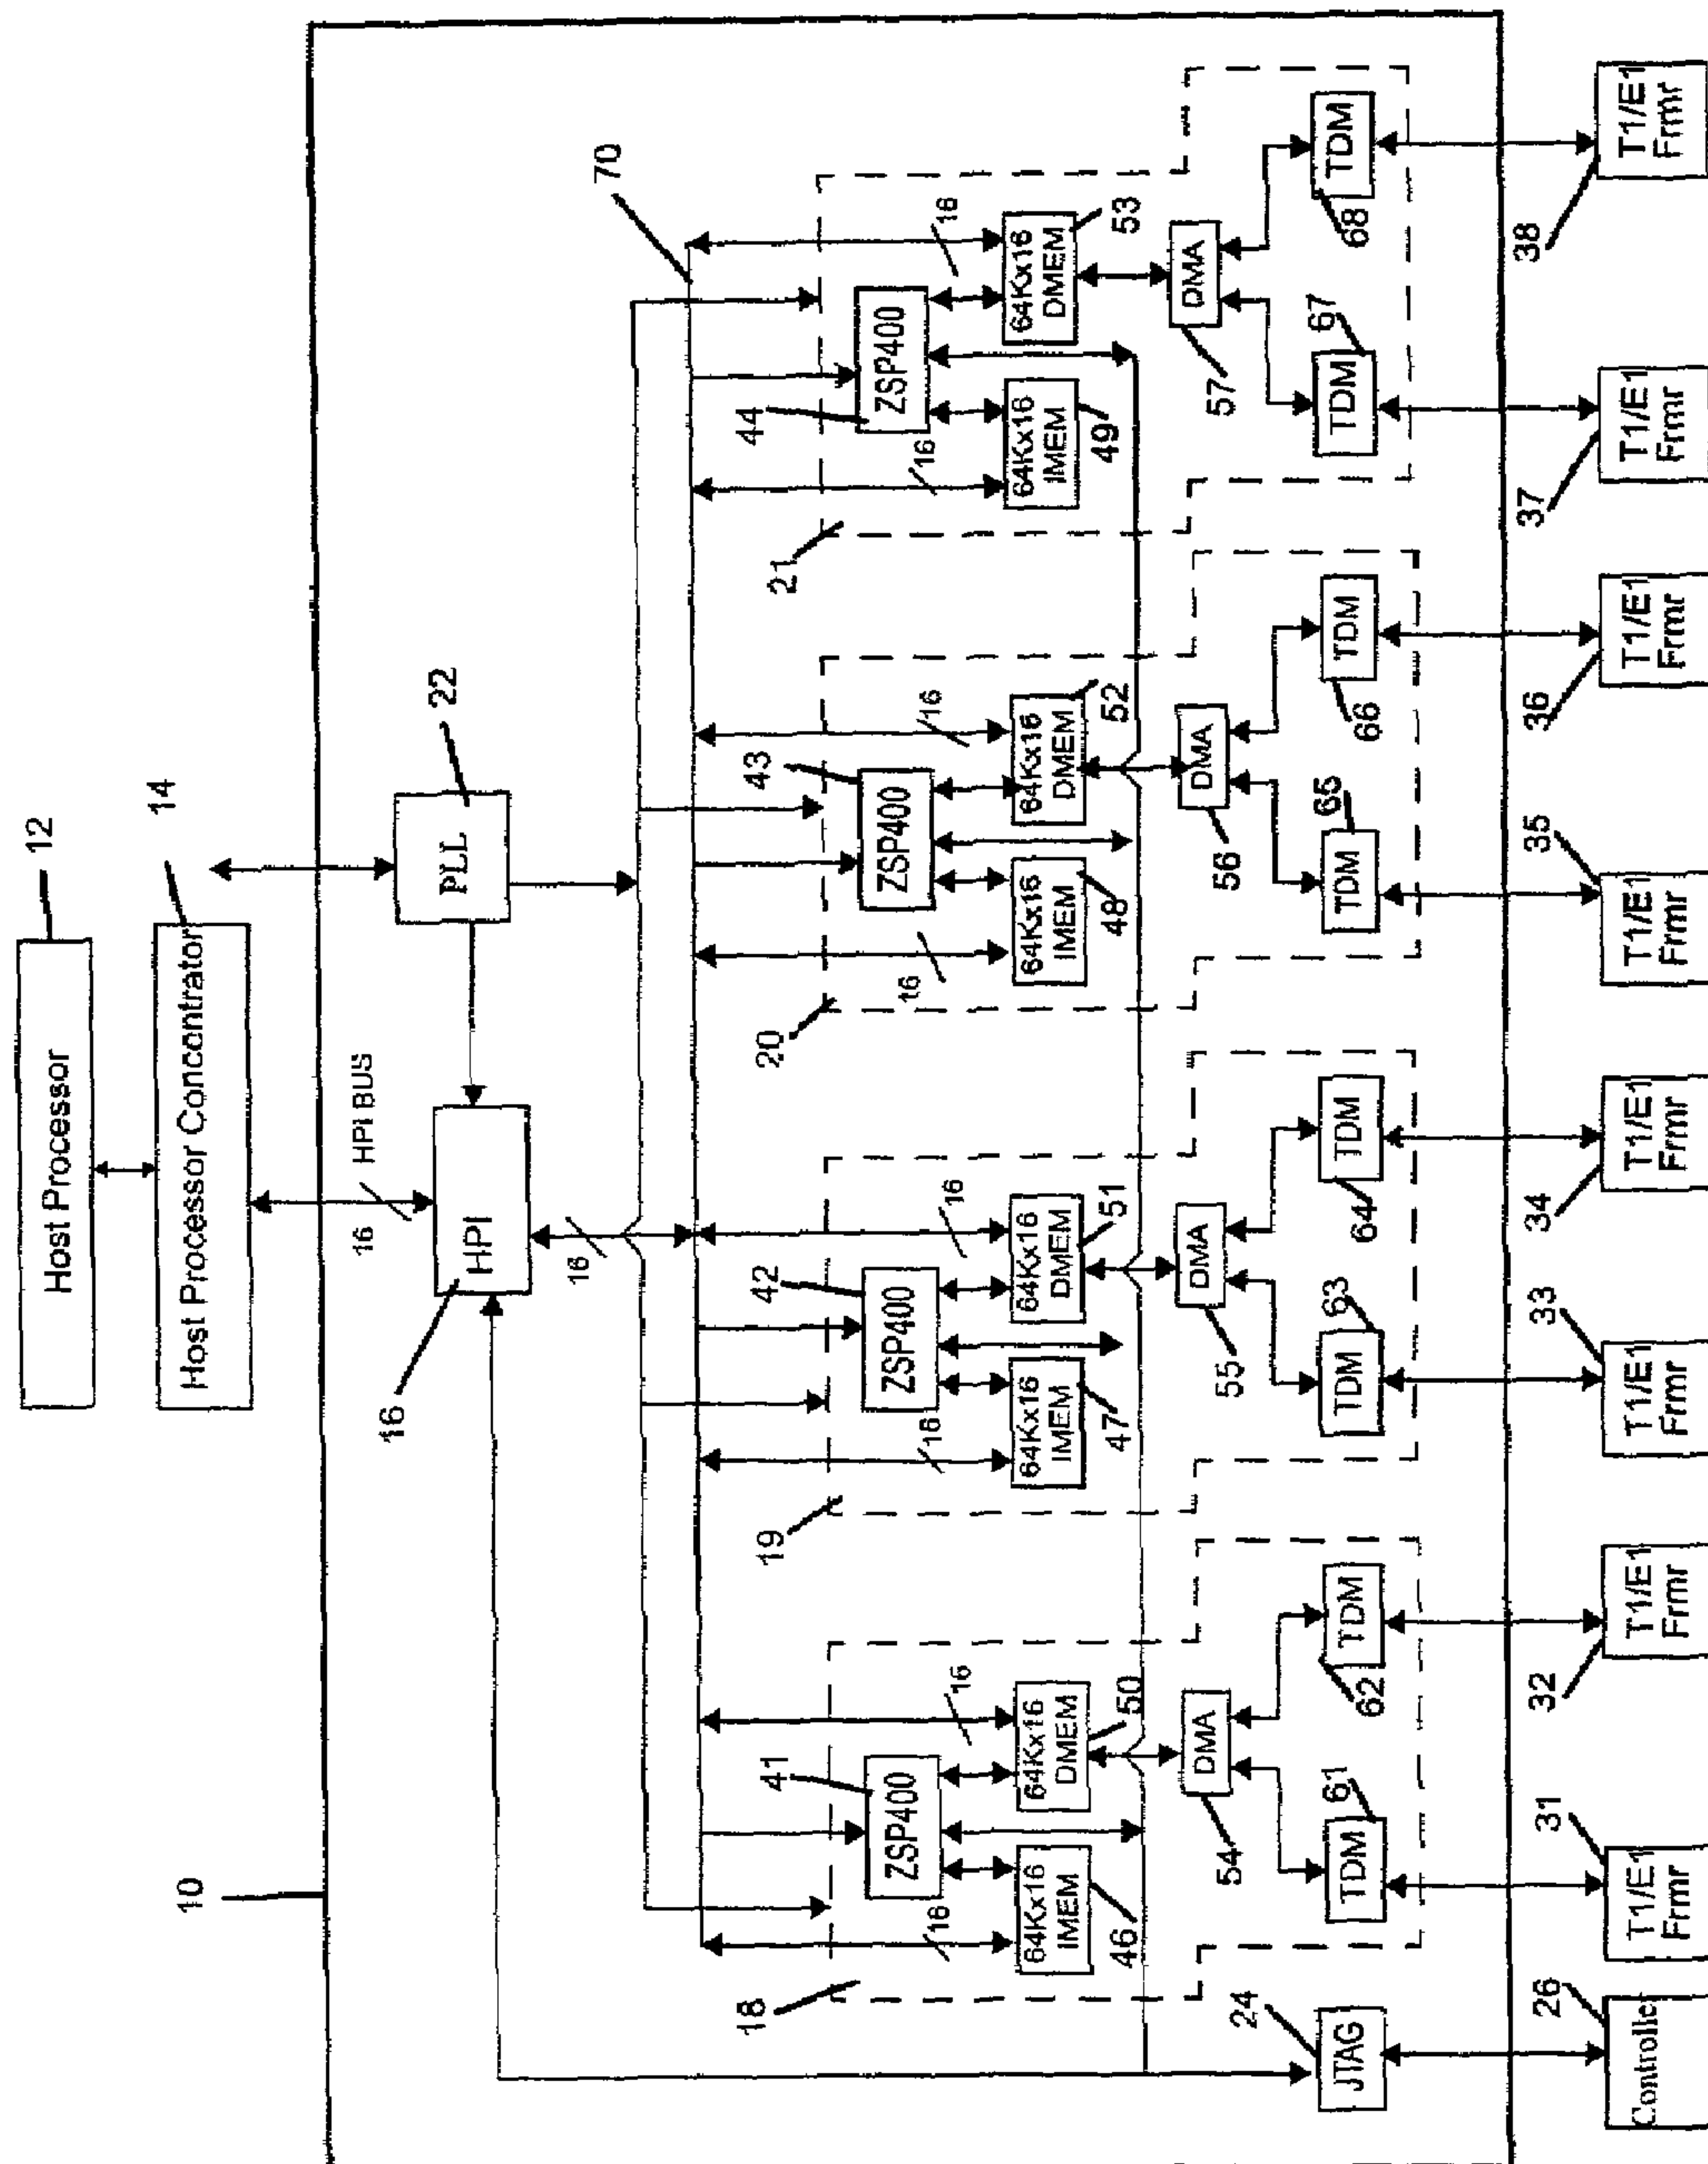 Host Processor
12
Host Processor Concontrator
14
10
16
HPI BUS
16
HPI
PLL
22
16
70
18
41
ZSP400
16
16
64Kx16
IMEM
46
64Kx16
DMEM
50
DMA
54
TDM
61
TDM
62
19
42
ZSP400
16
16
64Kx16
IMEM
47
64Kx16
DMEM
51
DMA
55
TDM
63
TDM
64
20
43
ZSP400
16
16
64Kx16
IMEM
48
64Kx16
DMEM
52
DMA
56
TDM
65
TDM
66
21
44
ZSP400
16
16
64Kx16
IMEM
49
64Kx16
DMEM
53
DMA
57
TDM
67
TDM
68
JTAG
24
Controller
26
T1/E1
Frmr
31
T1/E1
Frmr
32
T1/E1
Frmr
33
T1/E1
Frmr
34
T1/E1
Frmr
35
T1/E1
Frmr
36
T1/E1
Frmr
37
T1/E1
Frmr
38